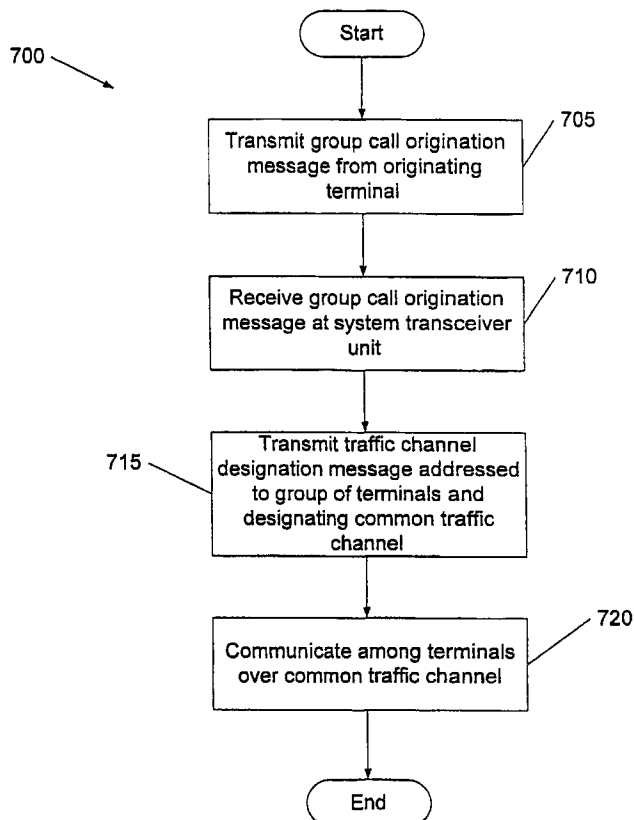 Start
700
705
Transmit group call origination
message from originating
terminal
710
Receive group call origination
message at system transceiver
unit
715
Transmit traffic channel
designation message addressed
to group of terminals and
designating common traffic
channel
720
Communicate among terminals
over common traffic channel
End